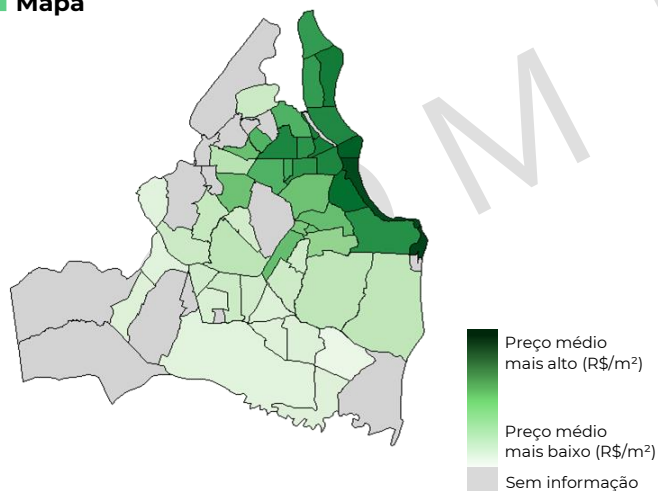 Mapa
M
Preço médio
mais alto (R$/m²)
Preço médio
mais baixo (R$/m²)
Sem informação